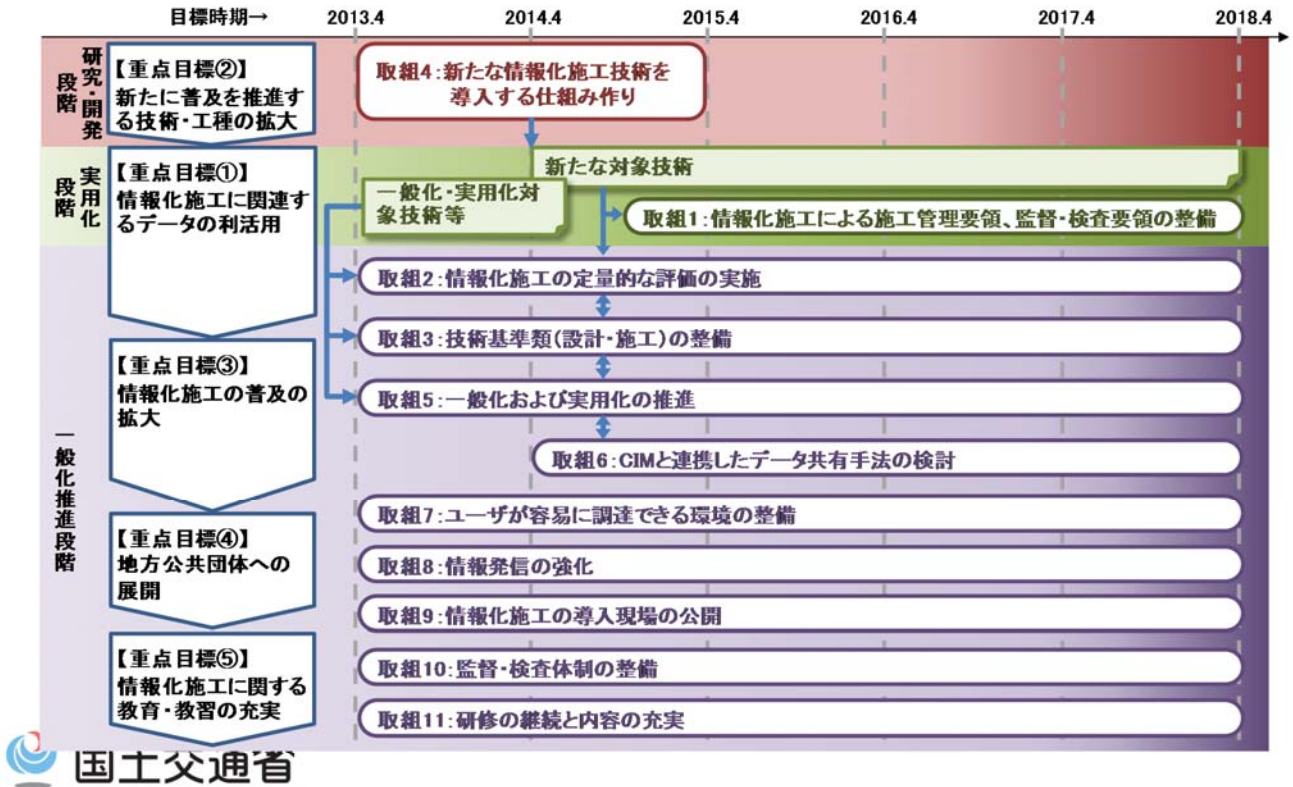 目標時期→ 2013.4 2014.4 2015.4 2016.4 2017.4 2018.4
研究・開発
段階
【重点目標②】
新たに普及を推進す
る技術・工種の拡大
取組4:新たな情報化施工技術を
導入する仕組み作り
実用化
段階
【重点目標①】
情報化施工に関連す
るデータの利活用
新たな対象技術
一般化・実用化対
象技術等
取組1:情報化施工による施工管理要領、監督・検査要領の整備
一般化推進段階
取組2:情報化施工の定量的な評価の実施
取組3:技術基準類(設計・施工)の整備
【重点目標③】
情報化施工の普及の
拡大
取組5:一般化および実用化の推進
取組6:CIMと連携したデータ共有手法の検討
取組7:ユーザが容易に調達できる環境の整備
【重点目標④】
地方公共団体への
展開
取組8:情報発信の強化
取組9:情報化施工の導入現場の公開
【重点目標⑤】
情報化施工に関する
教育・教習の充実
取組10:監督・検査体制の整備
取組11:研修の継続と内容の充実
国土交通省